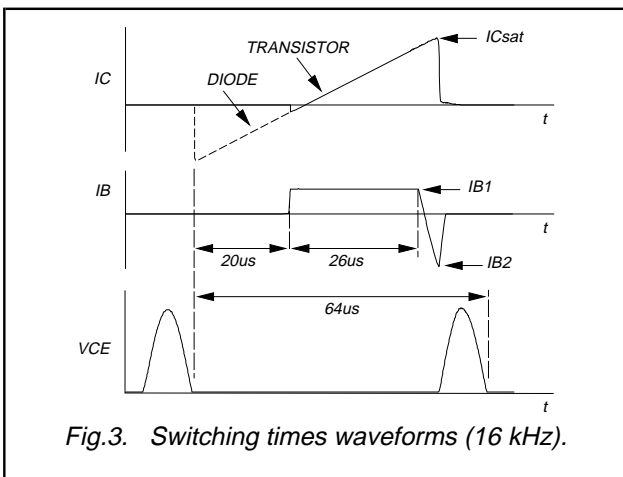 ICsat
TRANSISTOR
IC
DIODE
t
IB
IB1
t
20us
26us
IB2
64us
VCE
t
Fig.3. Switching times waveforms (16 kHz).